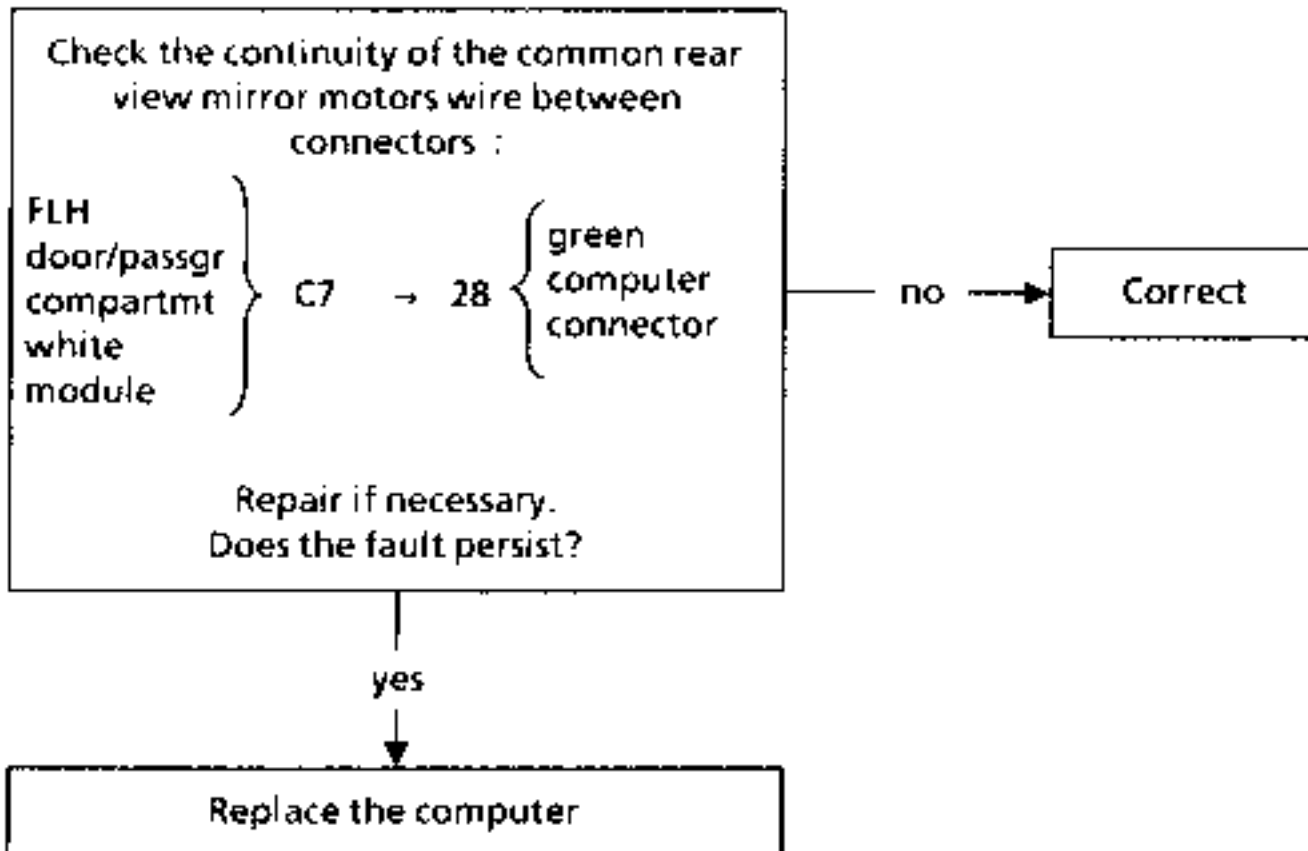 Check the continuity of the common rear
view mirror motors wire between
connectors :
FLH
door/passgr
compartmt
white
module
C7 → 28
green
computer
connector
Repair if necessary.
Does the fault persist?
no
Correct
yes
Replace the computer